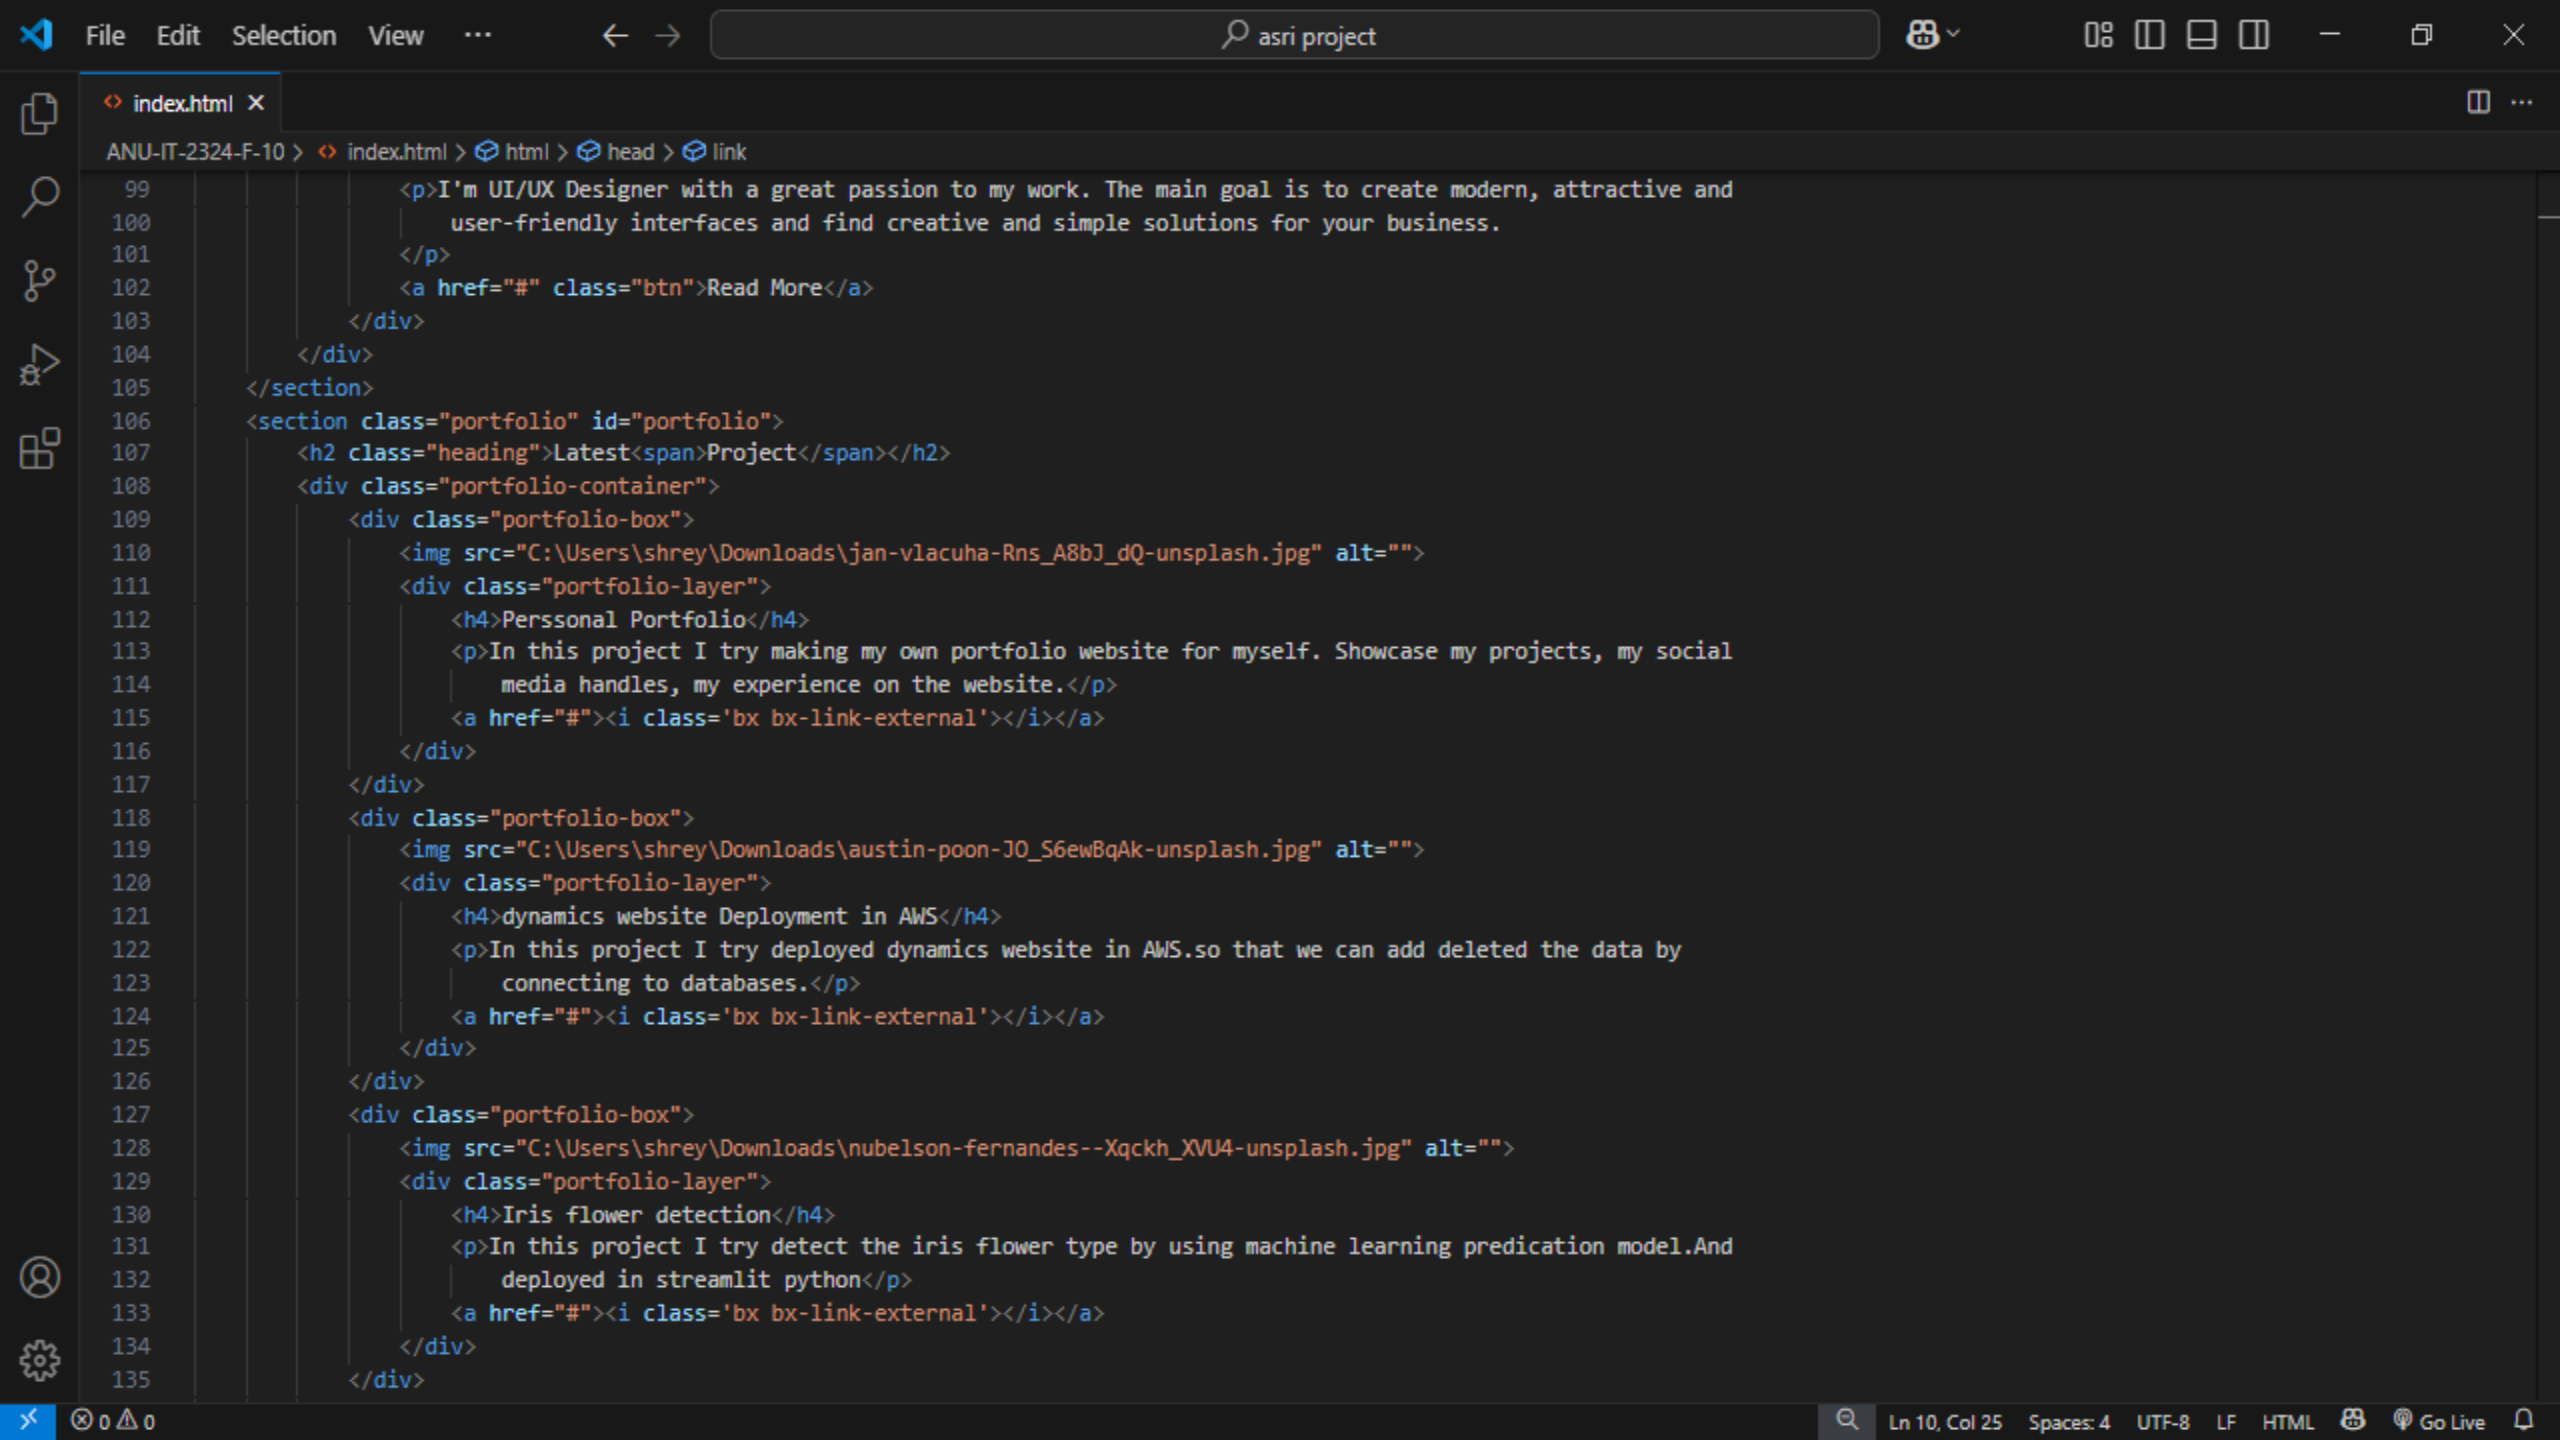 File Edit Selection View ··· asri project
index.html
ANU-IT-2324-F-10 > index.html > html > head > link
99 <p>I'm UI/UX Designer with a great passion to my work. The main goal is to create modern, attractive and
100 user-friendly interfaces and find creative and simple solutions for your business.
101 </p>
102 <a href="#" class="btn">Read More</a>
103 </div>
104 </div>
105 </section>
106 <section class="portfolio" id="portfolio">
107 <h2 class="heading">Latest<span>Project</span></h2>
108 <div class="portfolio-container">
109 <div class="portfolio-box">
110 <img src="C:\Users\shrey\Downloads\jan-vlacuha-Rns_A8bJ_dQ-unsplash.jpg" alt="">
111 <div class="portfolio-layer">
112 <h4>Perssonal Portfolio</h4>
113 <p>In this project I try making my own portfolio website for myself. Showcase my projects, my social
114 media handles, my experience on the website.</p>
115 <a href="#"><i class='bx bx-link-external'></i></a>
116 </div>
117 </div>
118 <div class="portfolio-box">
119 <img src="C:\Users\shrey\Downloads\austin-poon-JO_S6ewBqAk-unsplash.jpg" alt="">
120 <div class="portfolio-layer">
121 <h4>dynamics website Deployment in AWS</h4>
122 <p>In this project I try deployed dynamics website in AWS.so that we can add deleted the data by
123 connecting to databases.</p>
124 <a href="#"><i class='bx bx-link-external'></i></a>
125 </div>
126 </div>
127 <div class="portfolio-box">
128 <img src="C:\Users\shrey\Downloads\nubelson-fernandes--Xqckh_XVU4-unsplash.jpg" alt="">
129 <div class="portfolio-layer">
130 <h4>Iris flower detection</h4>
131 <p>In this project I try detect the iris flower type by using machine learning predication model.And
132 deployed in streamlit python</p>
133 <a href="#"><i class='bx bx-link-external'></i></a>
134 </div>
135 </div>
0 0 Ln 10, Col 25 Spaces: 4 UTF-8 LF HTML Go Live